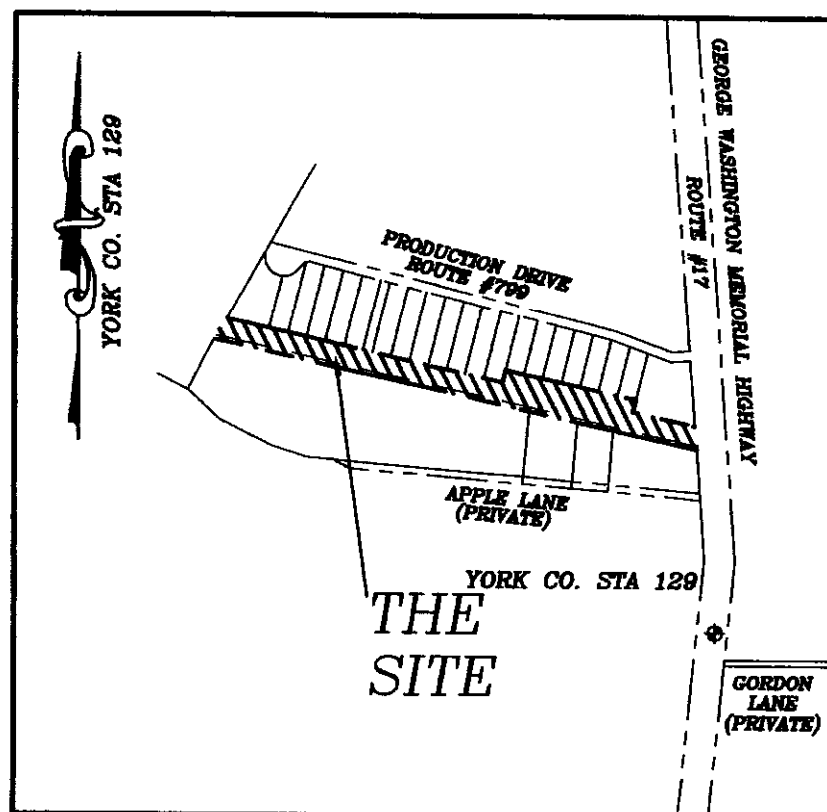 YORK CO. STA 129
GEORGE WASHINGTON MEMORIAL HIGHWAY
ROUTE #17
PRODUCTION DRIVE
ROUTE #799
APPLE LANE
(PRIVATE)
YORK CO. STA 129
THE
SITE
GORDON
LANE
(PRIVATE)